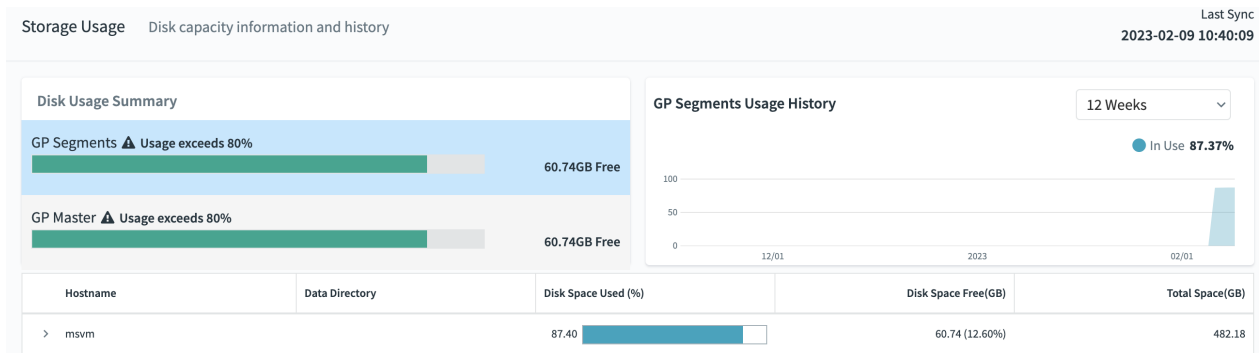 Storage Usage Disk capacity information and history
Last Sync
2023-02-09 10:40:09
Disk Usage Summary
GP Segments Usage exceeds 80%
60.74GB Free
GP Master Usage exceeds 80%
60.74GB Free
GP Segments Usage History
12 Weeks
In Use 87.37%
100
50
0
12/01 2023 02/01
Hostname Data Directory Disk Space Used (%) Disk Space Free(GB) Total Space(GB)
msvm 87.40 60.74 (12.60%) 482.18